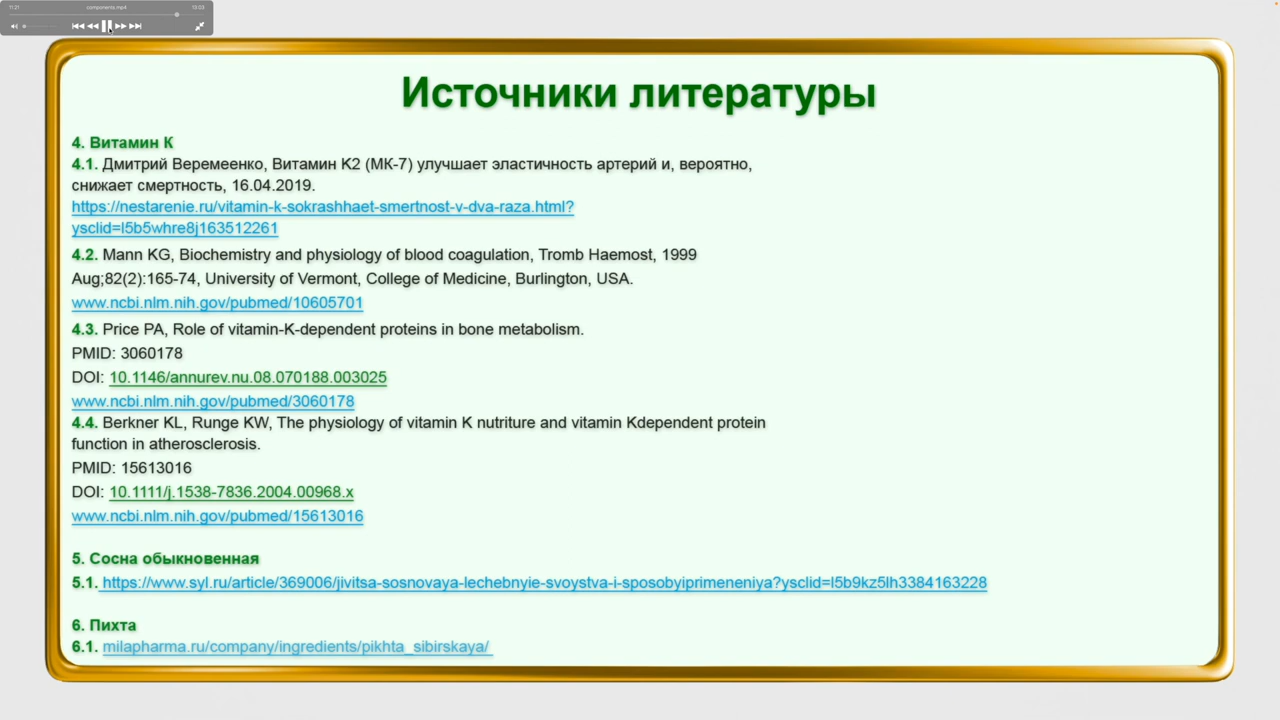 11:21 components.mp4 13:03
Источники литературы
4. Витамин К
4.1. Дмитрий Веремеенко, Витамин K2 (МК-7) улучшает эластичность артерий и, вероятно,
снижает смертность, 16.04.2019.
https://nestarenie.ru/vitamin-k-sokrashhaet-smertnost-v-dva-raza.html?
ysclid=l5b5whre8j163512261
4.2. Mann KG, Biochemistry and physiology of blood coagulation, Tromb Haemost, 1999
Aug;82(2):165-74, University of Vermont, College of Medicine, Burlington, USA.
www.ncbi.nlm.nih.gov/pubmed/10605701
4.3. Price PA, Role of vitamin-K-dependent proteins in bone metabolism.
PMID: 3060178
DOI: 10.1146/annurev.nu.08.070188.003025
www.ncbi.nlm.nih.gov/pubmed/3060178
4.4. Berkner KL, Runge KW, The physiology of vitamin K nutriture and vitamin Kdependent protein
function in atherosclerosis.
PMID: 15613016
DOI: 10.1111/j.1538-7836.2004.00968.x
www.ncbi.nlm.nih.gov/pubmed/15613016
5. Сосна обыкновенная
5.1. https://www.syl.ru/article/369006/jivitsa-sosnovaya-lechebnyie-svoystva-i-sposobyiprimeneniya?ysclid=l5b9kz5lh3384163228
6. Пихта
6.1. milapharma.ru/company/ingredients/pikhta_sibirskaya/